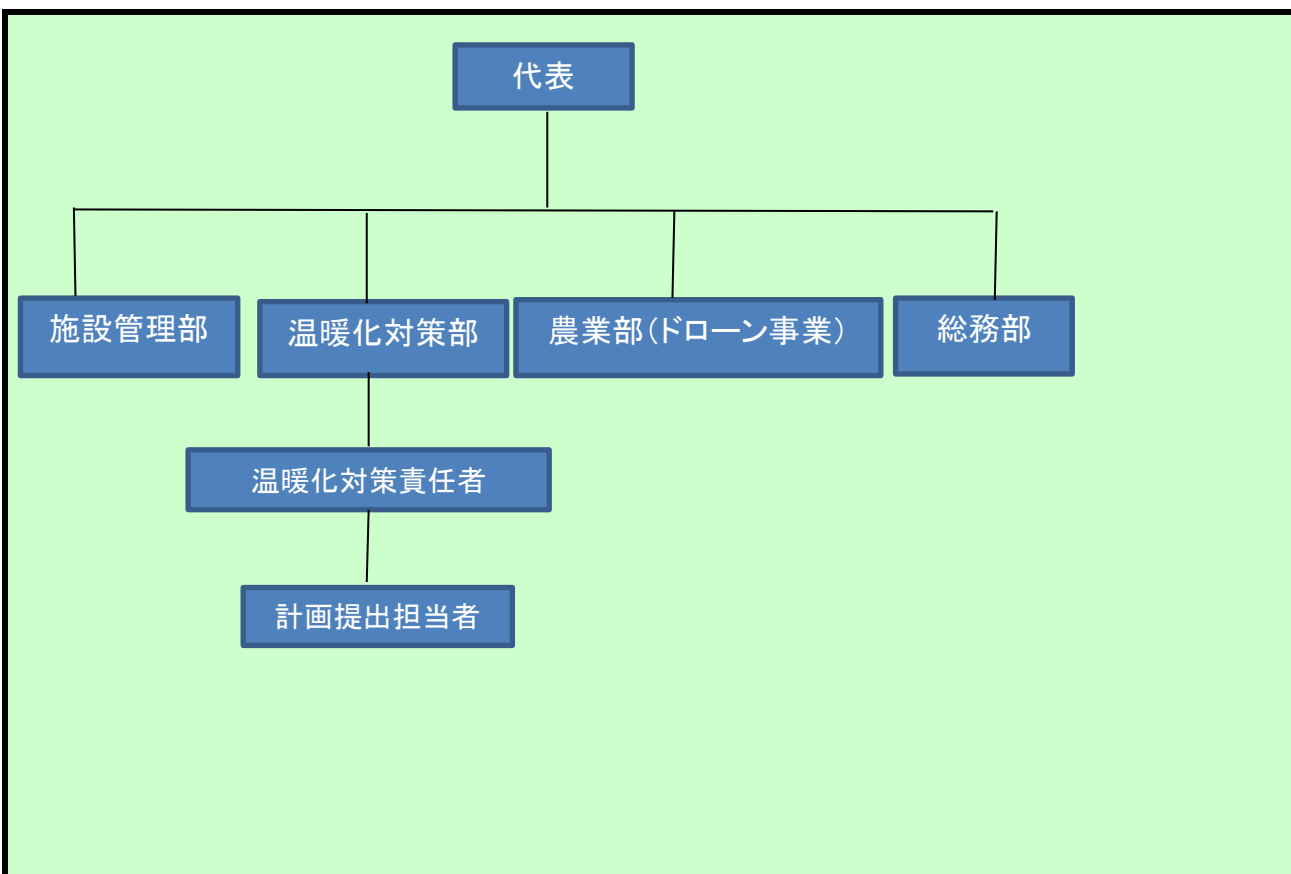 代表
施設管理部
温暖化対策部
農業部(ドローン事業)
総務部
温暖化対策責任者
計画提出担当者